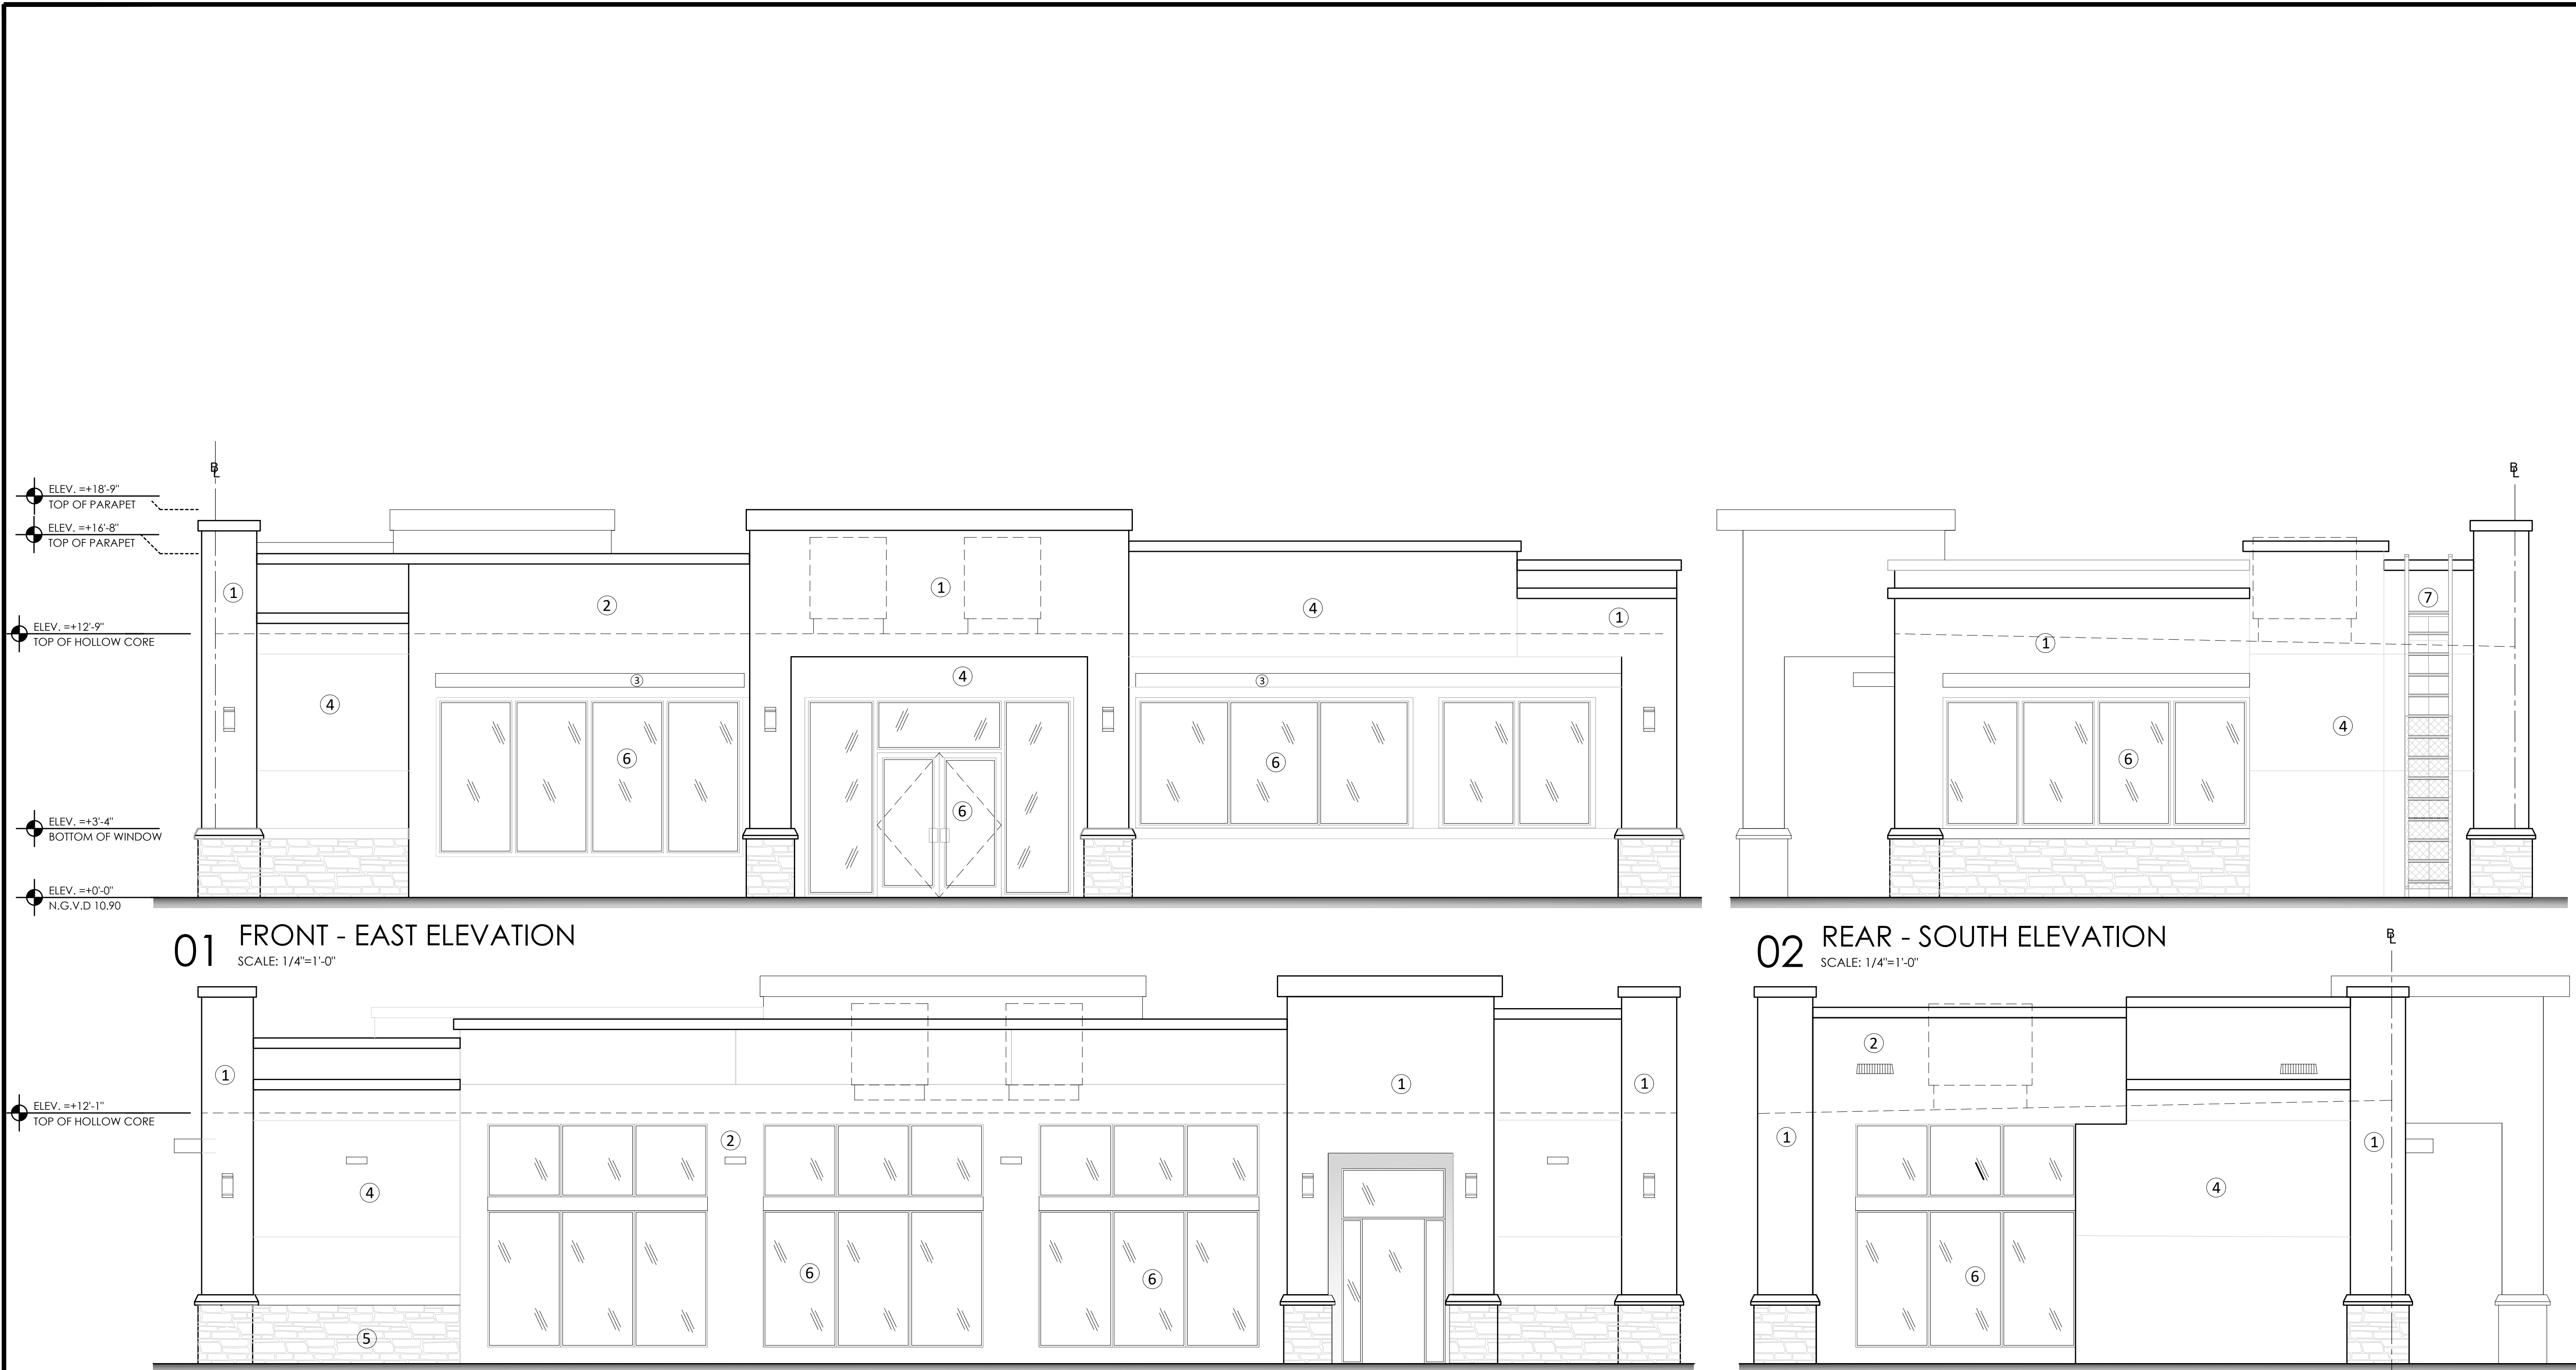 ELEV. =+18'-9"
TOP OF PARAPET
ELEV. =+16'-8"
TOP OF PARAPET
1
2
1
4
1
7
ELEV. =+12'-9"
TOP OF HOLLOW CORE
1
3
4
3
4
4
6
6
6
6
ELEV. =+3'-4"
BOTTOM OF WINDOW
6
ELEV. =+0'-0"
N.G.V.D 10.90
01 FRONT - EAST ELEVATION
SCALE: 1/4"=1'-0"
02 REAR - SOUTH ELEVATION
SCALE: 1/4"=1'-0"
1
1
1
2
ELEV. =+12'-1"
TOP OF HOLLOW CORE
2
1
1
4
4
6
6
6
5